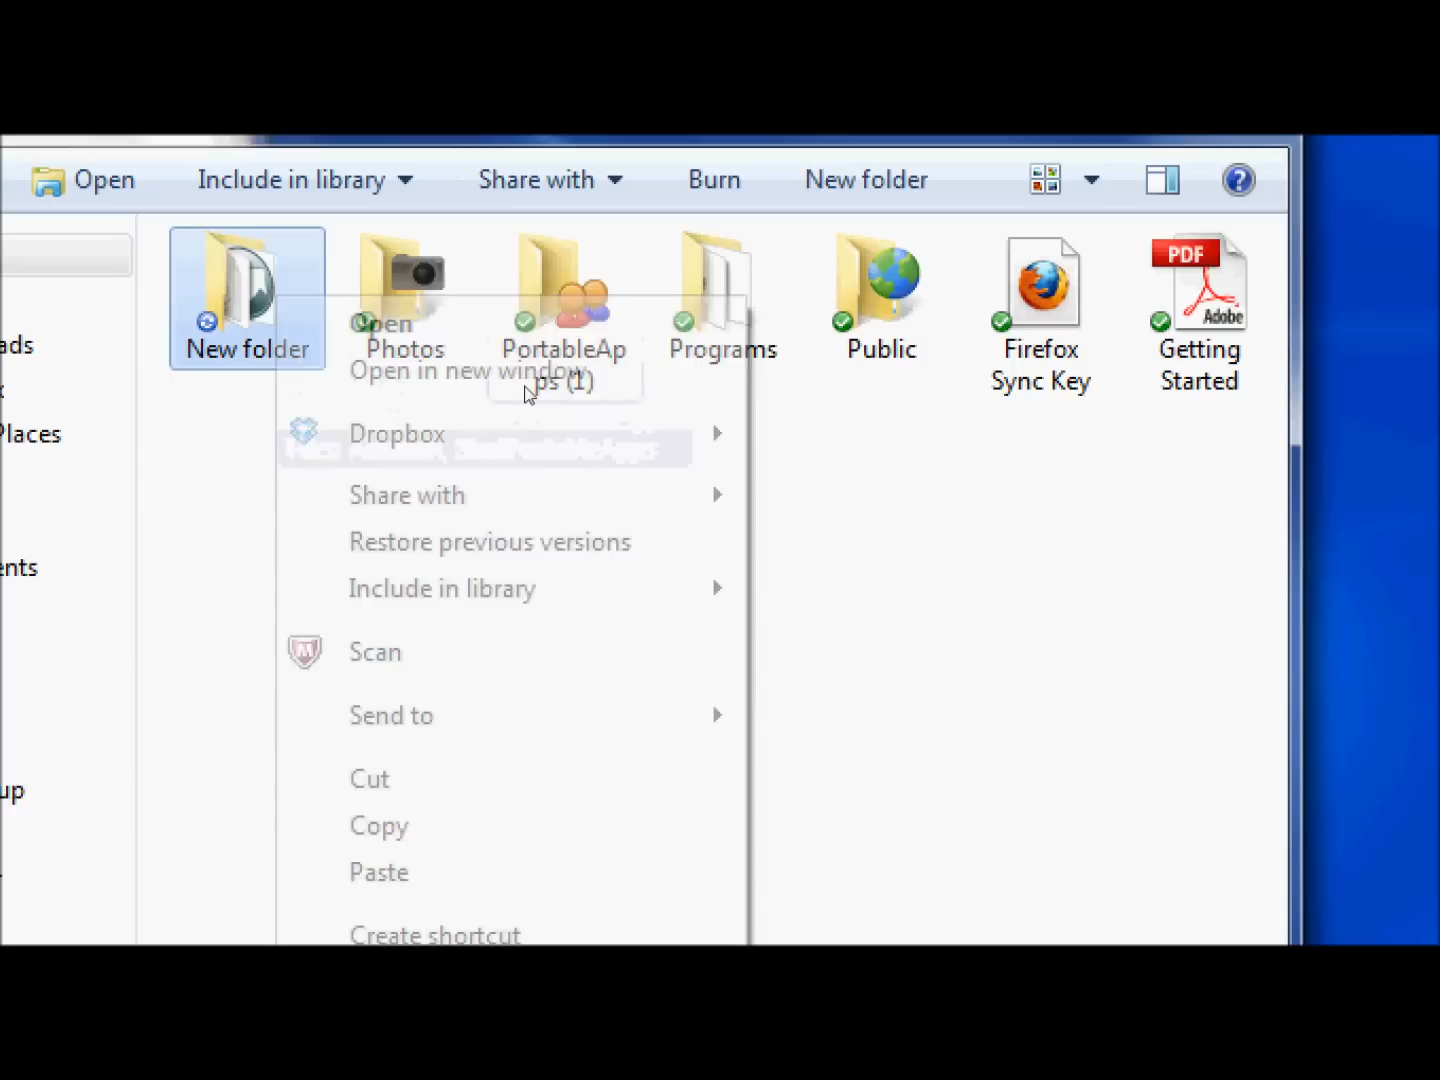 Open
Include in library
Share with
Burn
New folder
PDF
Adobe
New folder
Photos
PortableAp
ps (1)
Programs
Public
Firefox
Sync Key
Getting
Started
Open
Open in new window
Dropbox
Share with
Restore previous versions
Include in library
Scan
Send to
Cut
Copy
Paste
Create shortcut
ads
Places
ents
up